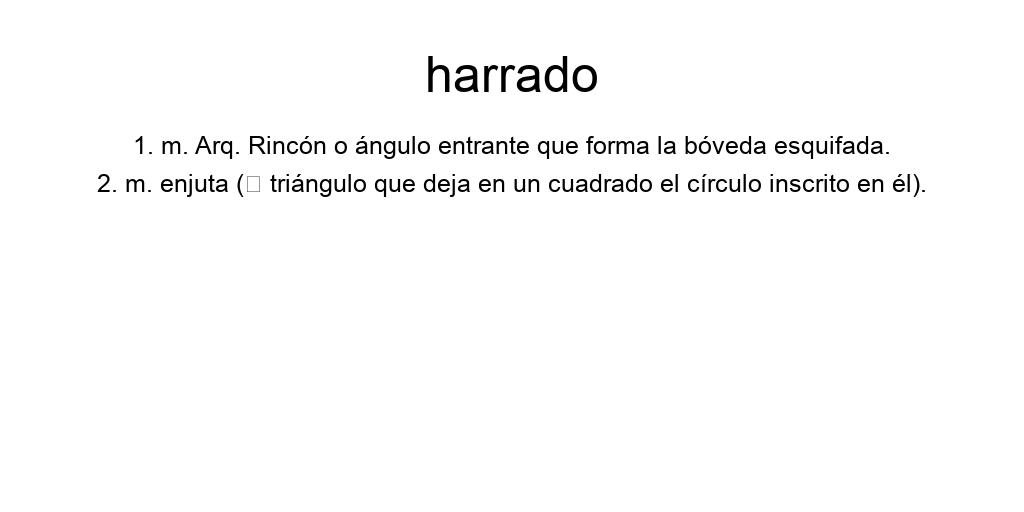 harrado
1. m. Arq. Rincón o ángulo entrante que forma la bóveda esquifada.
2. m. enjuta (□ triángulo que deja en un cuadrado el círculo inscrito en él).